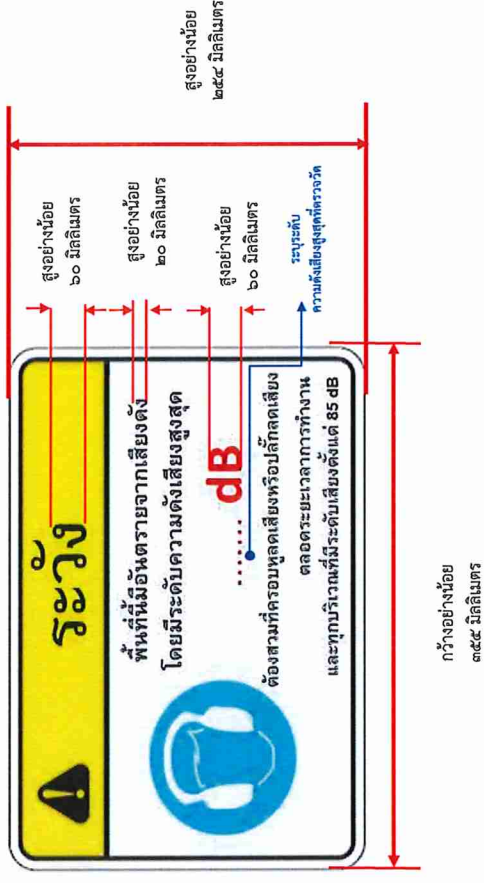 ระวัง
พื้นที่นี้มีอันตรายจากเสียงดัง
โดยมีระดับความดังเสียงสูงสุด
....... dB
ต้องสวมที่ครอบหูลดเสียงหรือปลั๊กลดเสียง
ตลอดระยะเวลาการทำงาน
และทุกบริเวณที่มีระดับเสียงตั้งแต่ 85 dB
สูงอย่างน้อย
๖๐ มิลลิเมตร
สูงอย่างน้อย
๒๐ มิลลิเมตร
สูงอย่างน้อย
๖๐ มิลลิเมตร
ระบุระดับ
ความดังเสียงสูงสุดที่ตรวจวัด
สูงอย่างน้อย
๒๕๔ มิลลิเมตร
กว้างอย่างน้อย
๓๕๕ มิลลิเมตร